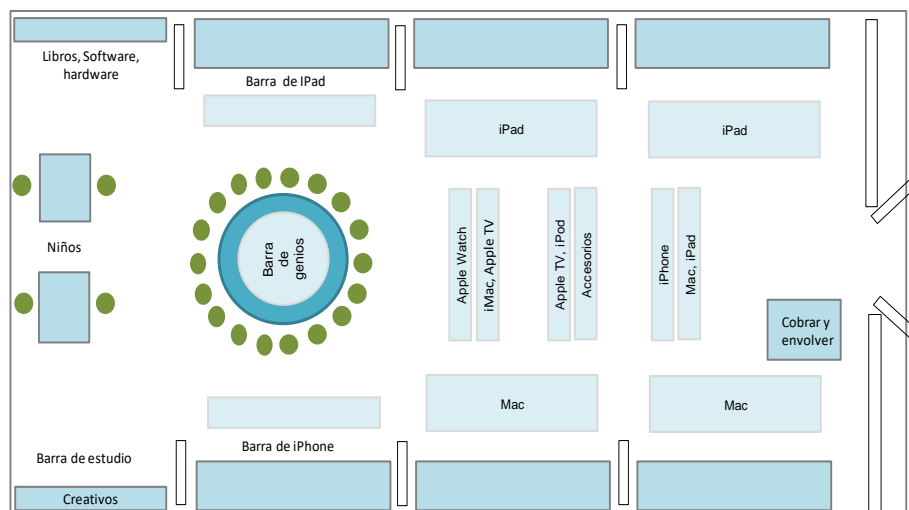 Libros, Software,
hardware
Barra de IPad
iPad
iPad
Niños
Barra
de
genios
Apple Watch
iMac, Apple TV
Apple TV, iPod
Accesorios
iPhone
Mac, iPad
Cobrar y
envolver
Mac
Mac
Barra de iPhone
Barra de estudio
Creativos